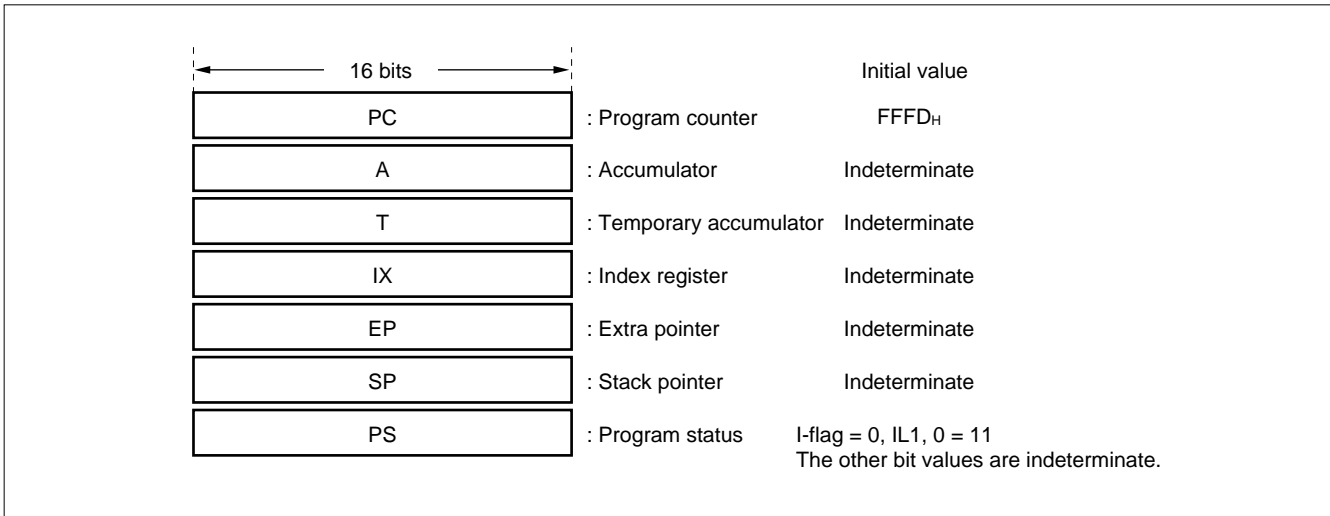 16 bits Initial value
PC : Program counter FFFDH
A : Accumulator Indeterminate
T : Temporary accumulator Indeterminate
IX : Index register Indeterminate
EP : Extra pointer Indeterminate
SP : Stack pointer Indeterminate
PS : Program status I-flag = 0, IL1, 0 = 11
The other bit values are indeterminate.